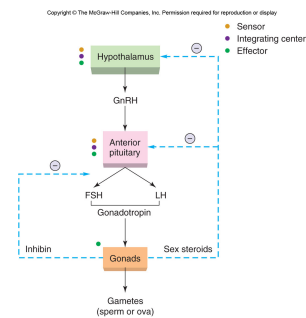 Copyright © The McGraw-Hill Companies, Inc. Permission required for reproduction or display
Sensor
Integrating center
Effector
Hypothalamus
GnRH
Anterior
pituitary
FSH
LH
Gonadotropin
Inhibin
Sex steroids
Gonads
Gametes
(sperm or ova)